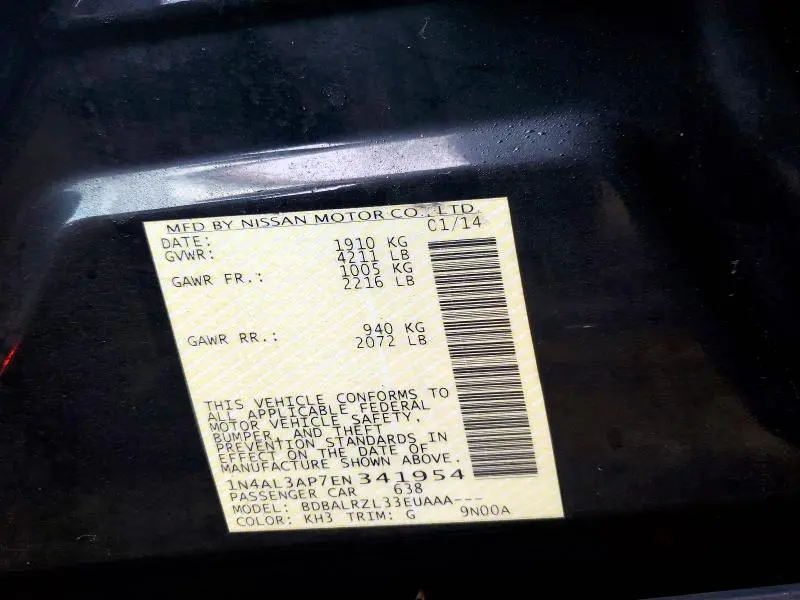 MFD BY NISSAN MOTOR CO., LTD.
DATE: 01/14
GVWR: 1910 KG
4211 LB
GAWR FR.: 1005 KG
2216 LB
GAWR RR.: 940 KG
2072 LB
THIS VEHICLE CONFORMS TO
ALL APPLICABLE FEDERAL
MOTOR VEHICLE SAFETY,
BUMPER, AND THEFT
PREVENTION STANDARDS IN
EFFECT ON THE DATE OF
MANUFACTURE SHOWN ABOVE.
1N4AL3AP7EN 341954
PASSENGER CAR 638
MODEL: BDBALRZL33EUAAA---
COLOR: KH3 TRIM: G 9N00A